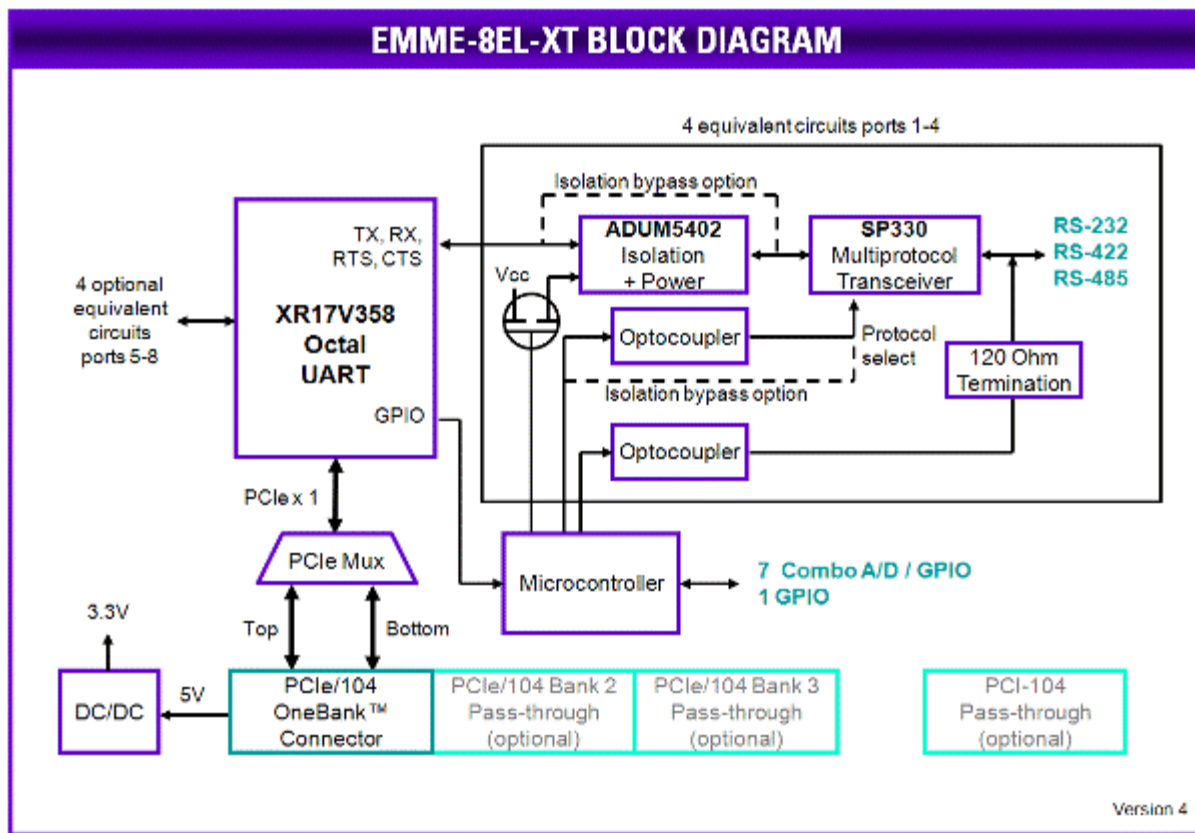 EMME-8EL-XT BLOCK DIAGRAM
4 equivalent circuits ports 1-4
Isolation bypass option
TX, RX,
RTS, CTS
ADUM5402
Isolation
+ Power
SP330
Multiprotocol
Transceiver
RS-232
RS-422
RS-485
Vcc
4 optional
equivalent
circuits
ports 5-8
XR17V358
Octal
UART
Optocoupler
Protocol
select
120 Ohm
Termination
Isolation bypass option
GPIO
Optocoupler
PCIe x 1
PCIe Mux
Microcontroller
7 Combo A/D / GPIO
1 GPIO
3.3V
Top
Bottom
DC/DC
5V
PCIe/104
OneBank™
Connector
PCIe/104 Bank 2
Pass-through
(optional)
PCIe/104 Bank 3
Pass-through
(optional)
PCI-104
Pass-through
(optional)
Version 4